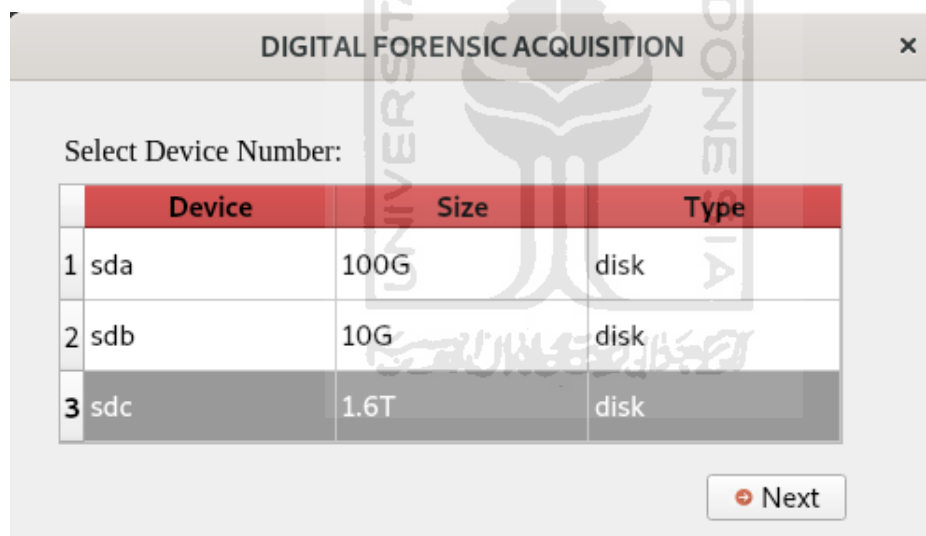 DIGITAL FORENSIC ACQUISITION ×
Select Device Number:
Device Size Type
1 sda 100G disk
2 sdb 10G disk
3 sdc 1.6T disk
Next